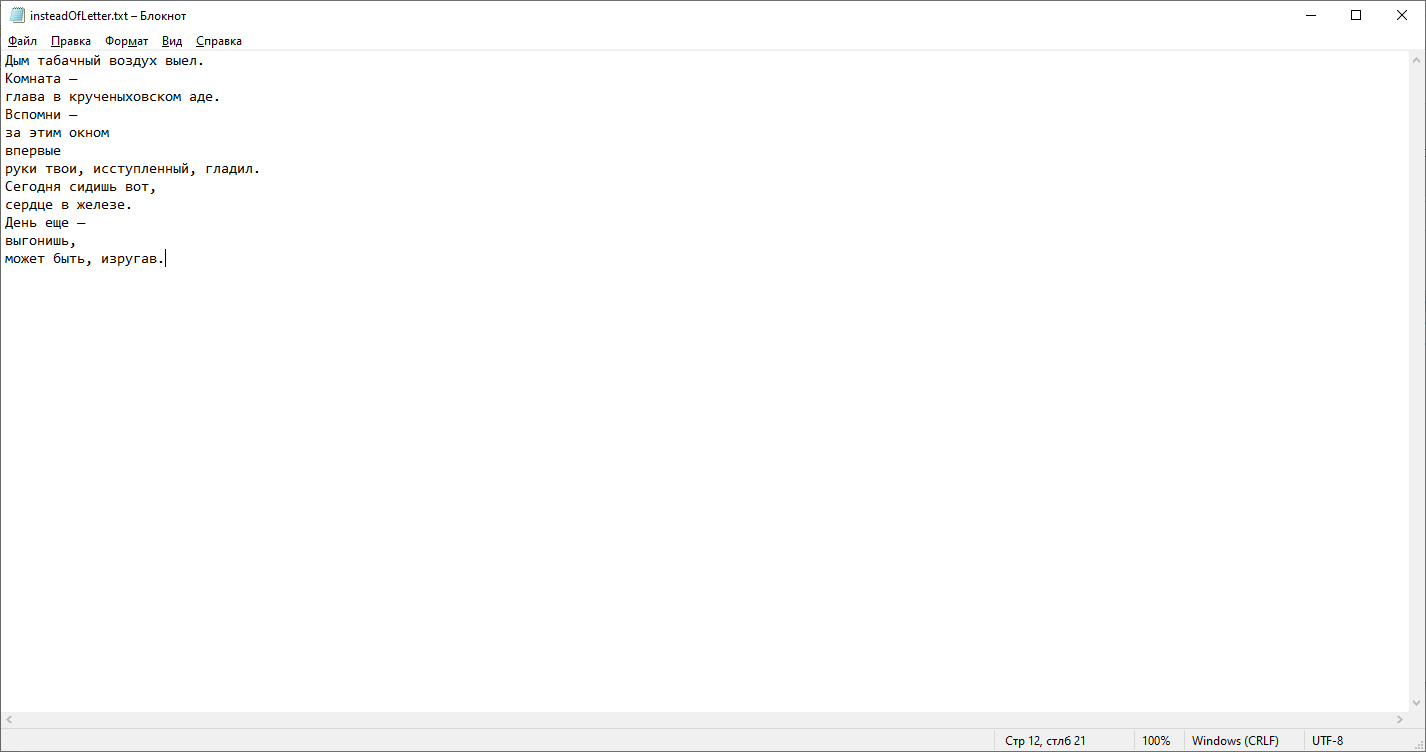 insteadOfLetter.txt – Блокнот
Файл Правка Формат Вид Справка
Дым табачный воздух выел.
Комната —
глава в крученыховском аде.
Вспомни —
за этим окном
впервые
руки твои, исступленный, гладил.
Сегодня сидишь вот,
сердце в железе.
День еще —
выгонишь,
может быть, изругав.
Стр 12, стлб 21 100% Windows (CRLF) UTF-8